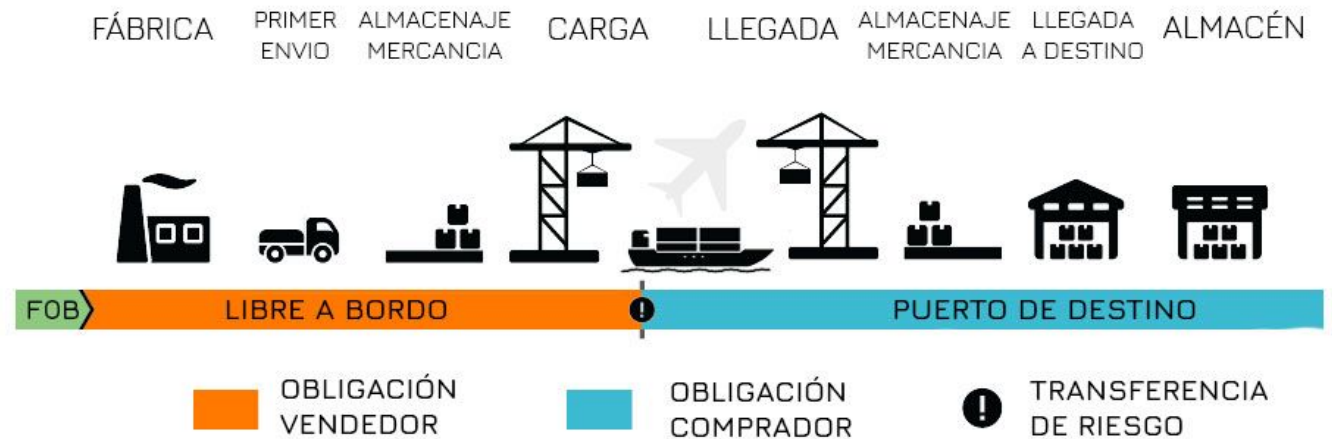 FÁBRICA
PRIMER
ENVIO
ALMACENAJE
MERCANCIA
CARGA
LLEGADA
ALMACENAJE
MERCANCIA
LLEGADA
A DESTINO
ALMACÉN
FOB
LIBRE A BORDO
!
PUERTO DE DESTINO
OBLIGACIÓN
VENDEDOR
OBLIGACIÓN
COMPRADOR
!
TRANSFERENCIA
DE RIESGO